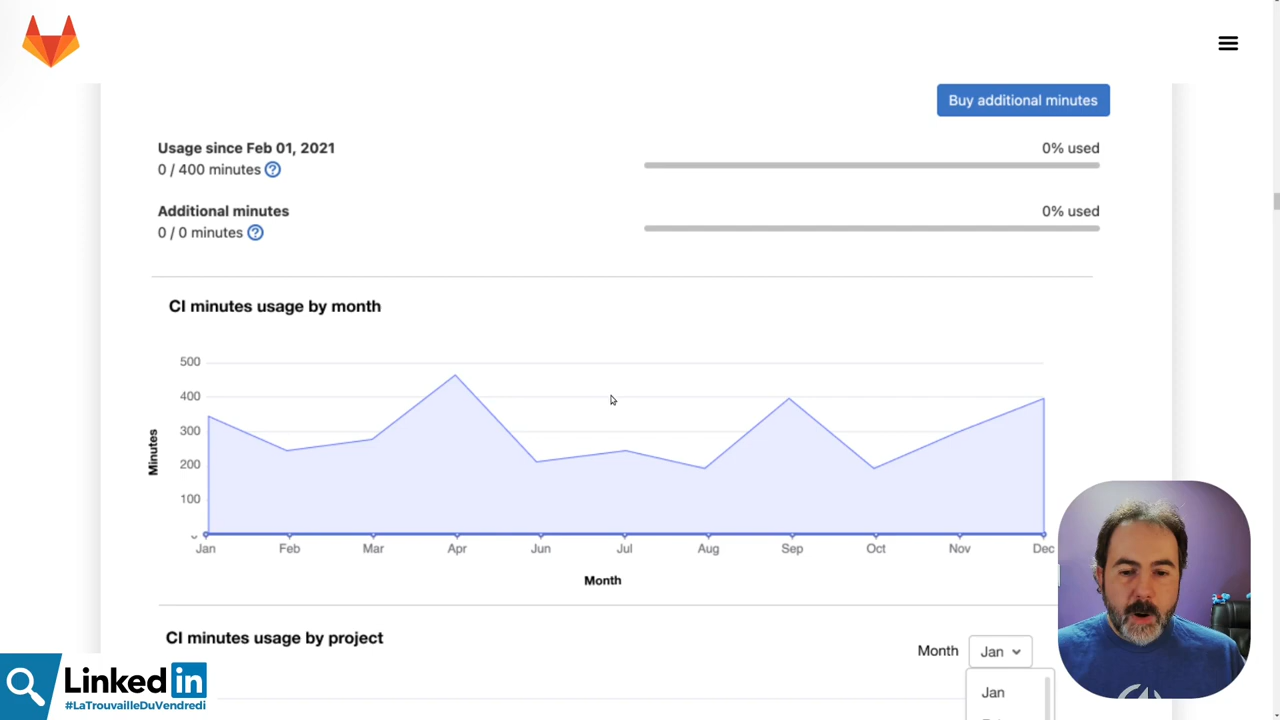 Buy additional minutes
Usage since Feb 01, 2021
0% used
0 / 400 minutes ?
Additional minutes
0% used
0 / 0 minutes ?
CI minutes usage by month
500
400
300
200
100
Minutes
Jan Feb Mar Apr Jun Jul Aug Sep Oct Nov Dec
Month
CI minutes usage by project
Month Jan
Jan
Linked in
#LaTrouvailleDuVendredi